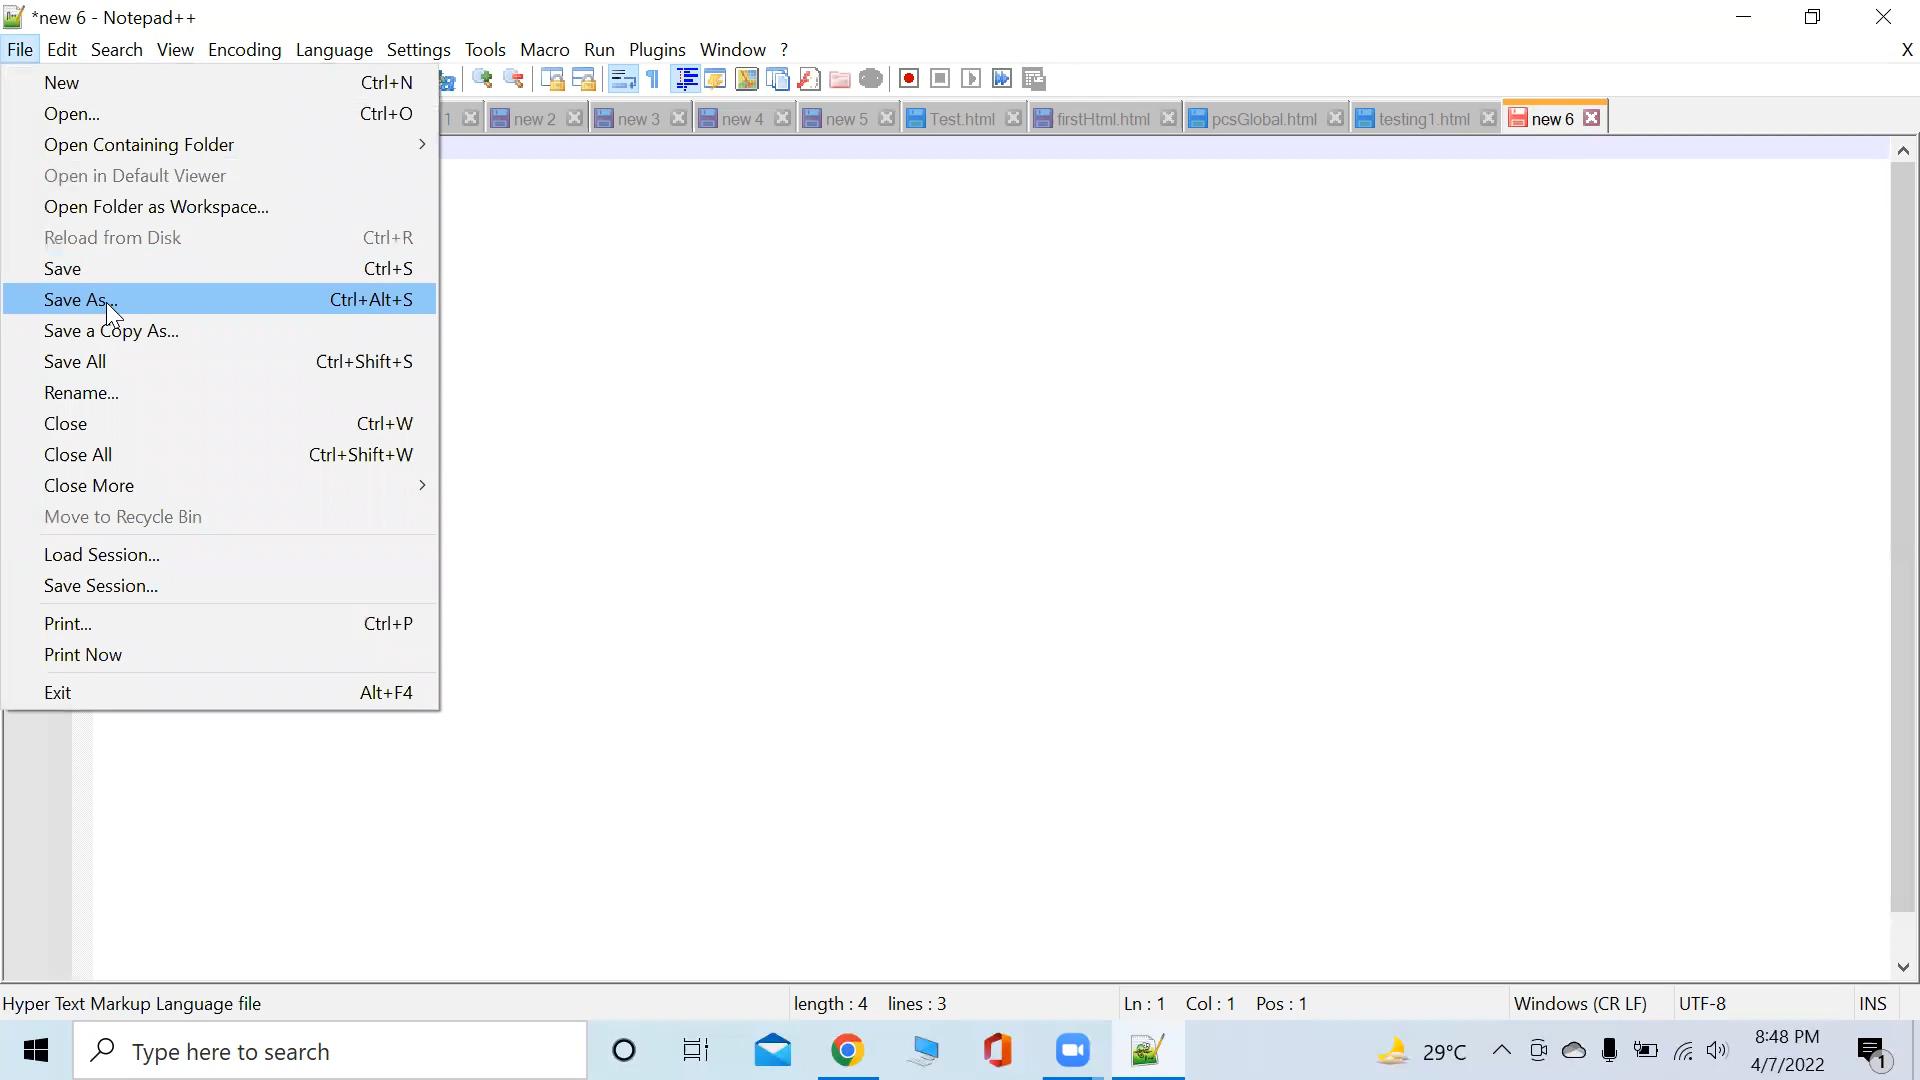 *new 6 - Notepad++
File Edit Search View Encoding Language Settings Tools Macro Run Plugins Window ? X
1 new 2 new 3 new 4 new 5 Test.html firstHtml.html pcsGlobal.html testing1.html new 6
New Ctrl+N
Open... Ctrl+O
Open Containing Folder
Open in Default Viewer
Open Folder as Workspace...
Reload from Disk Ctrl+R
Save Ctrl+S
Save As... Ctrl+Alt+S
Save a Copy As...
Save All Ctrl+Shift+S
Rename...
Close Ctrl+W
Close All Ctrl+Shift+W
Close More
Move to Recycle Bin
Load Session...
Save Session...
Print... Ctrl+P
Print Now
Exit Alt+F4
Hyper Text Markup Language file length : 4 lines : 3 Ln : 1 Col : 1 Pos : 1 Windows (CR LF) UTF-8 INS
Type here to search 29°C 8:48 PM
4/7/2022 1